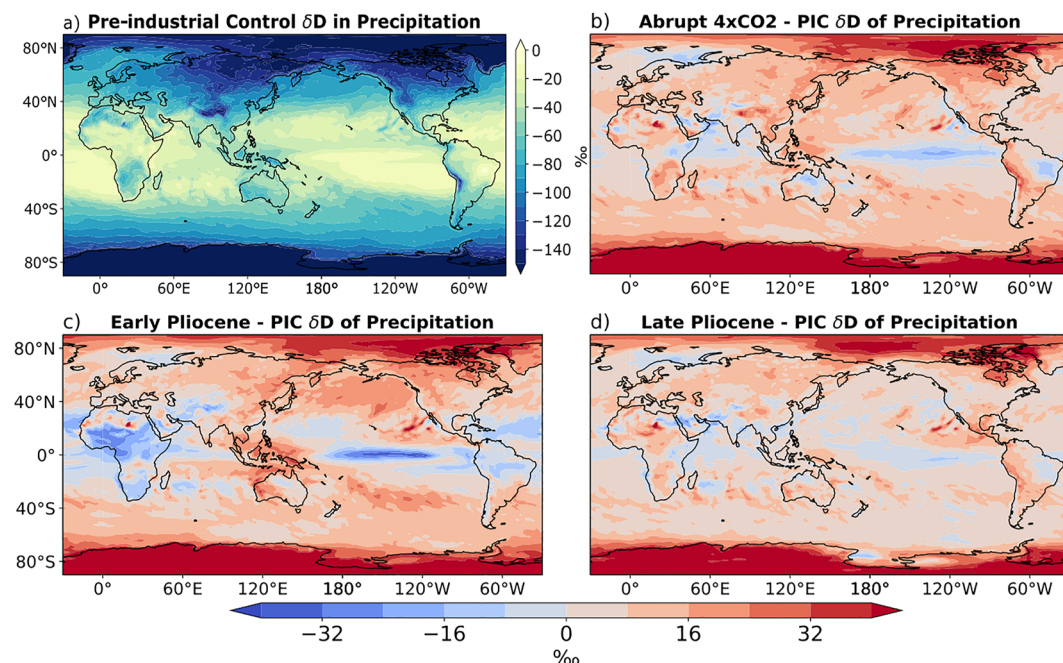 a) Pre-industrial Control δD in Precipitation
80°N
40°N
0°
40°S
80°S
0°
60°E
120°E
180°
120°W
60°W
0
−20
−40
−60
−80
−100
−120
−140
‰
b) Abrupt 4xCO2 - PIC δD of Precipitation
0°
60°E
120°E
180°
120°W
60°W
c) Early Pliocene - PIC δD of Precipitation
80°N
40°N
0°
40°S
80°S
0°
60°E
120°E
180°
120°W
60°W
d) Late Pliocene - PIC δD of Precipitation
0°
60°E
120°E
180°
120°W
60°W
−32
−16
0
16
32
‰